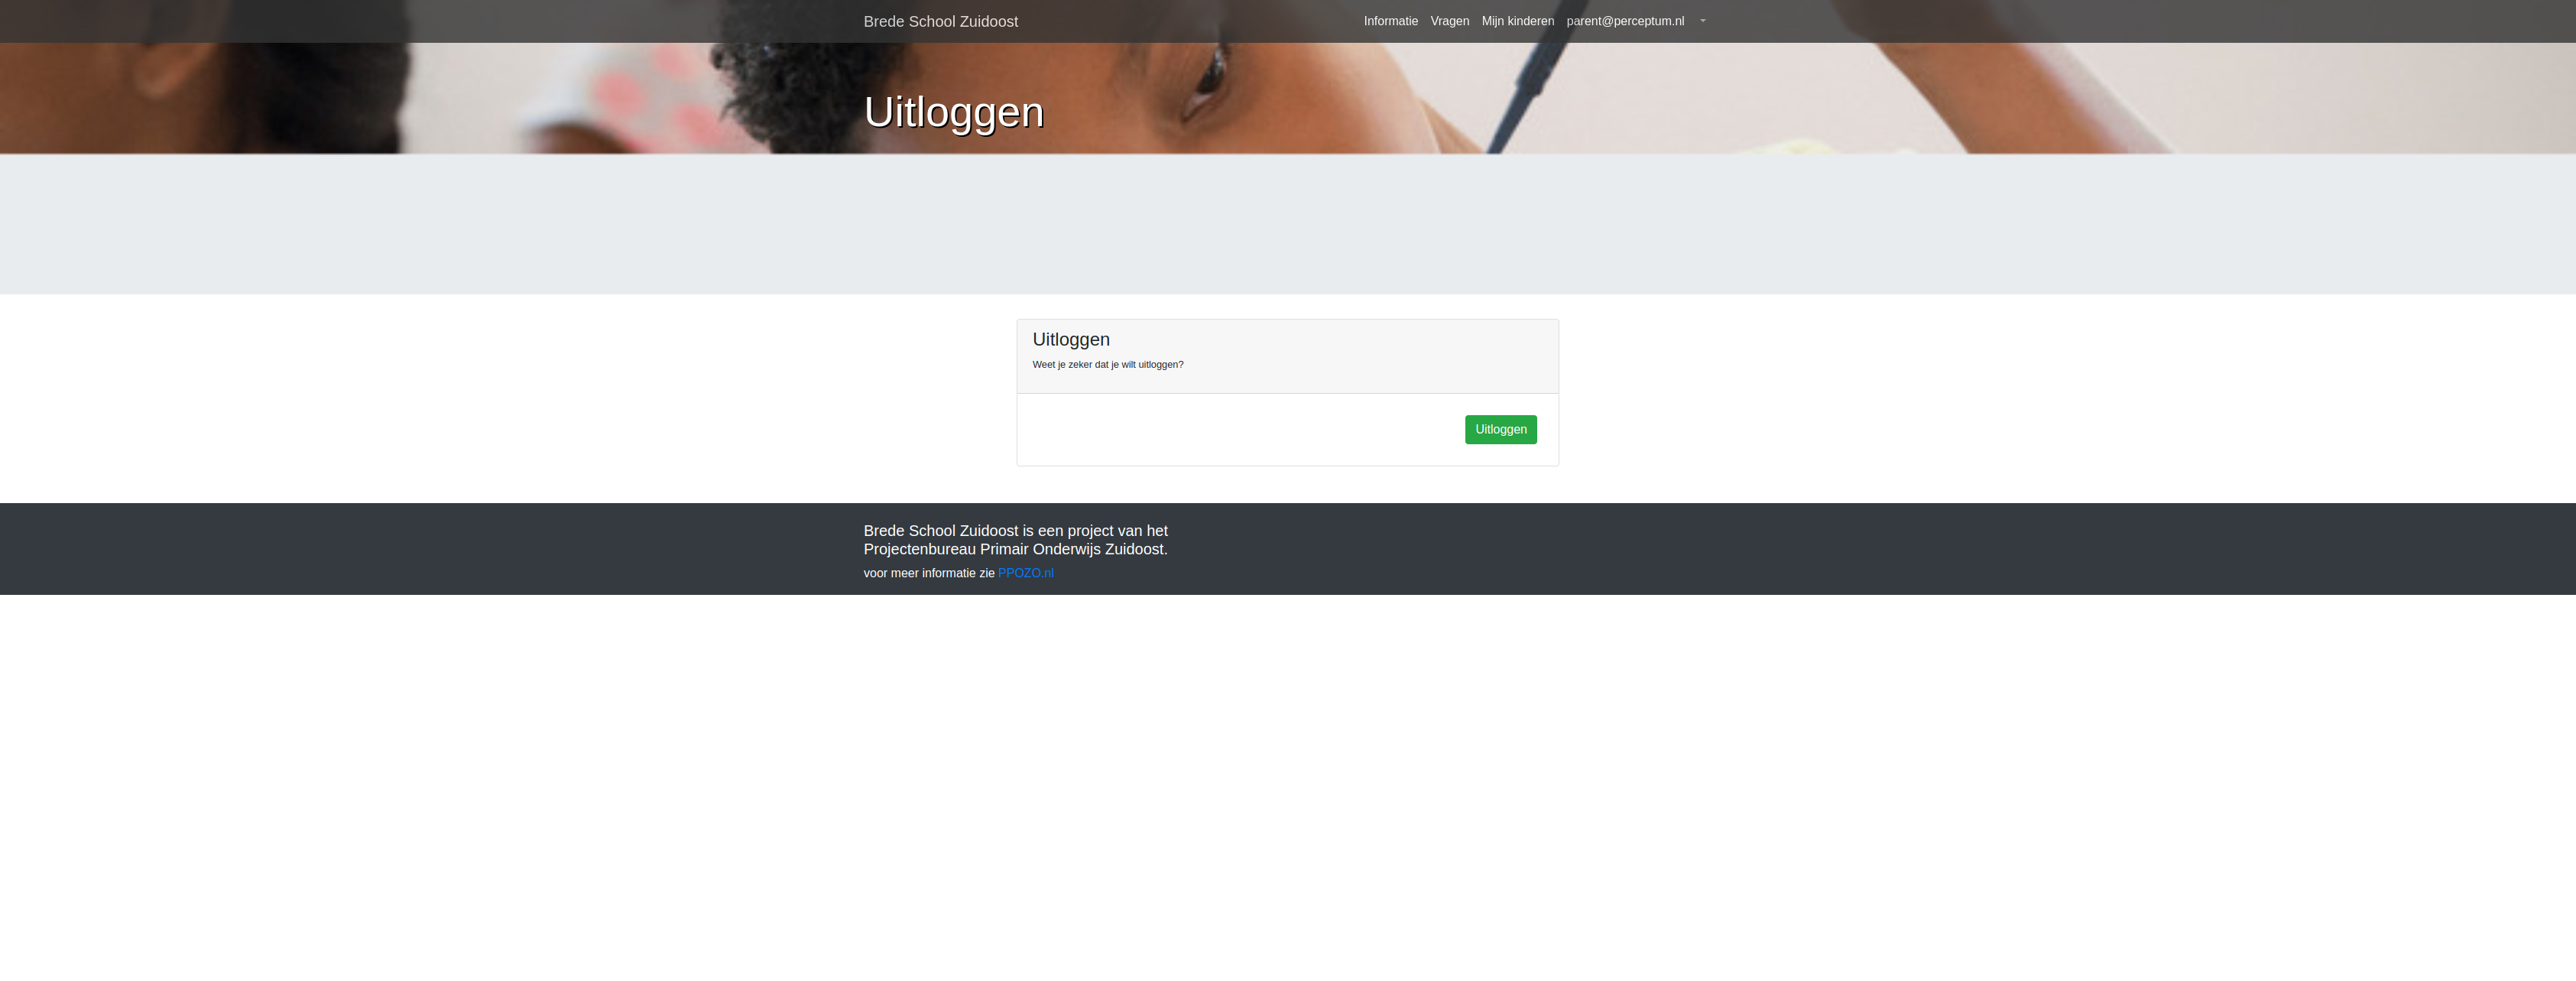 Brede School Zuidoost
Informatie Vragen Mijn kinderen parent@perceptum.nl
Uitloggen
Uitloggen
Weet je zeker dat je wilt uitloggen?
Uitloggen
Brede School Zuidoost is een project van het
Projectenbureau Primair Onderwijs Zuidoost.
voor meer informatie zie PPOZO.nl